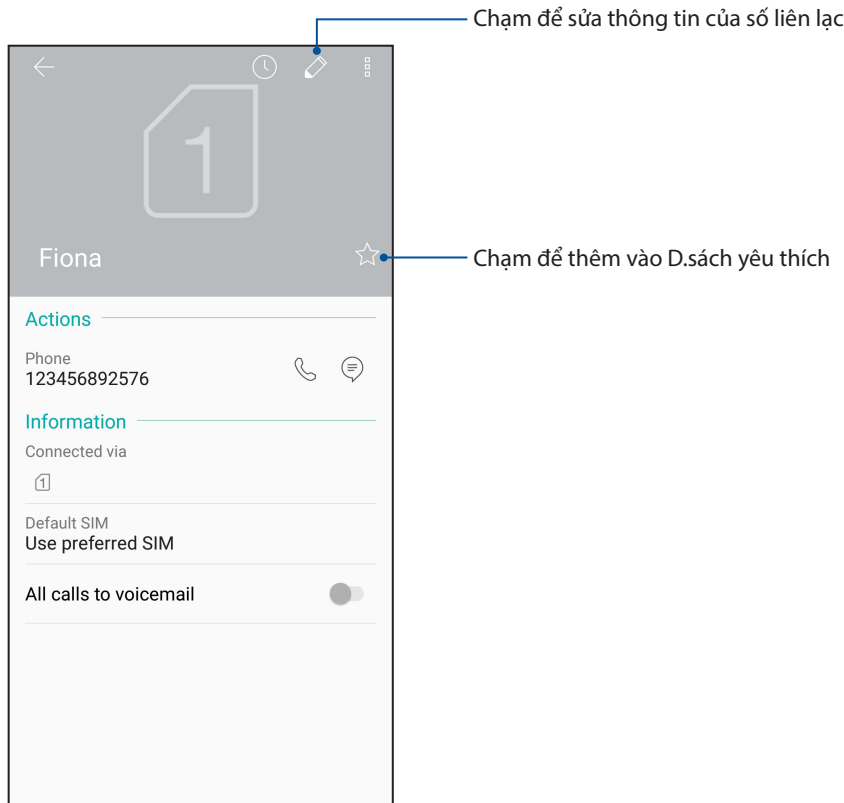 Chạm để sửa thông tin của số liên lạc
1
Fiona
Chạm để thêm vào D.sách yêu thích
Actions
Phone
123456892576
Information
Connected via
1
Default SIM
Use preferred SIM
All calls to voicemail